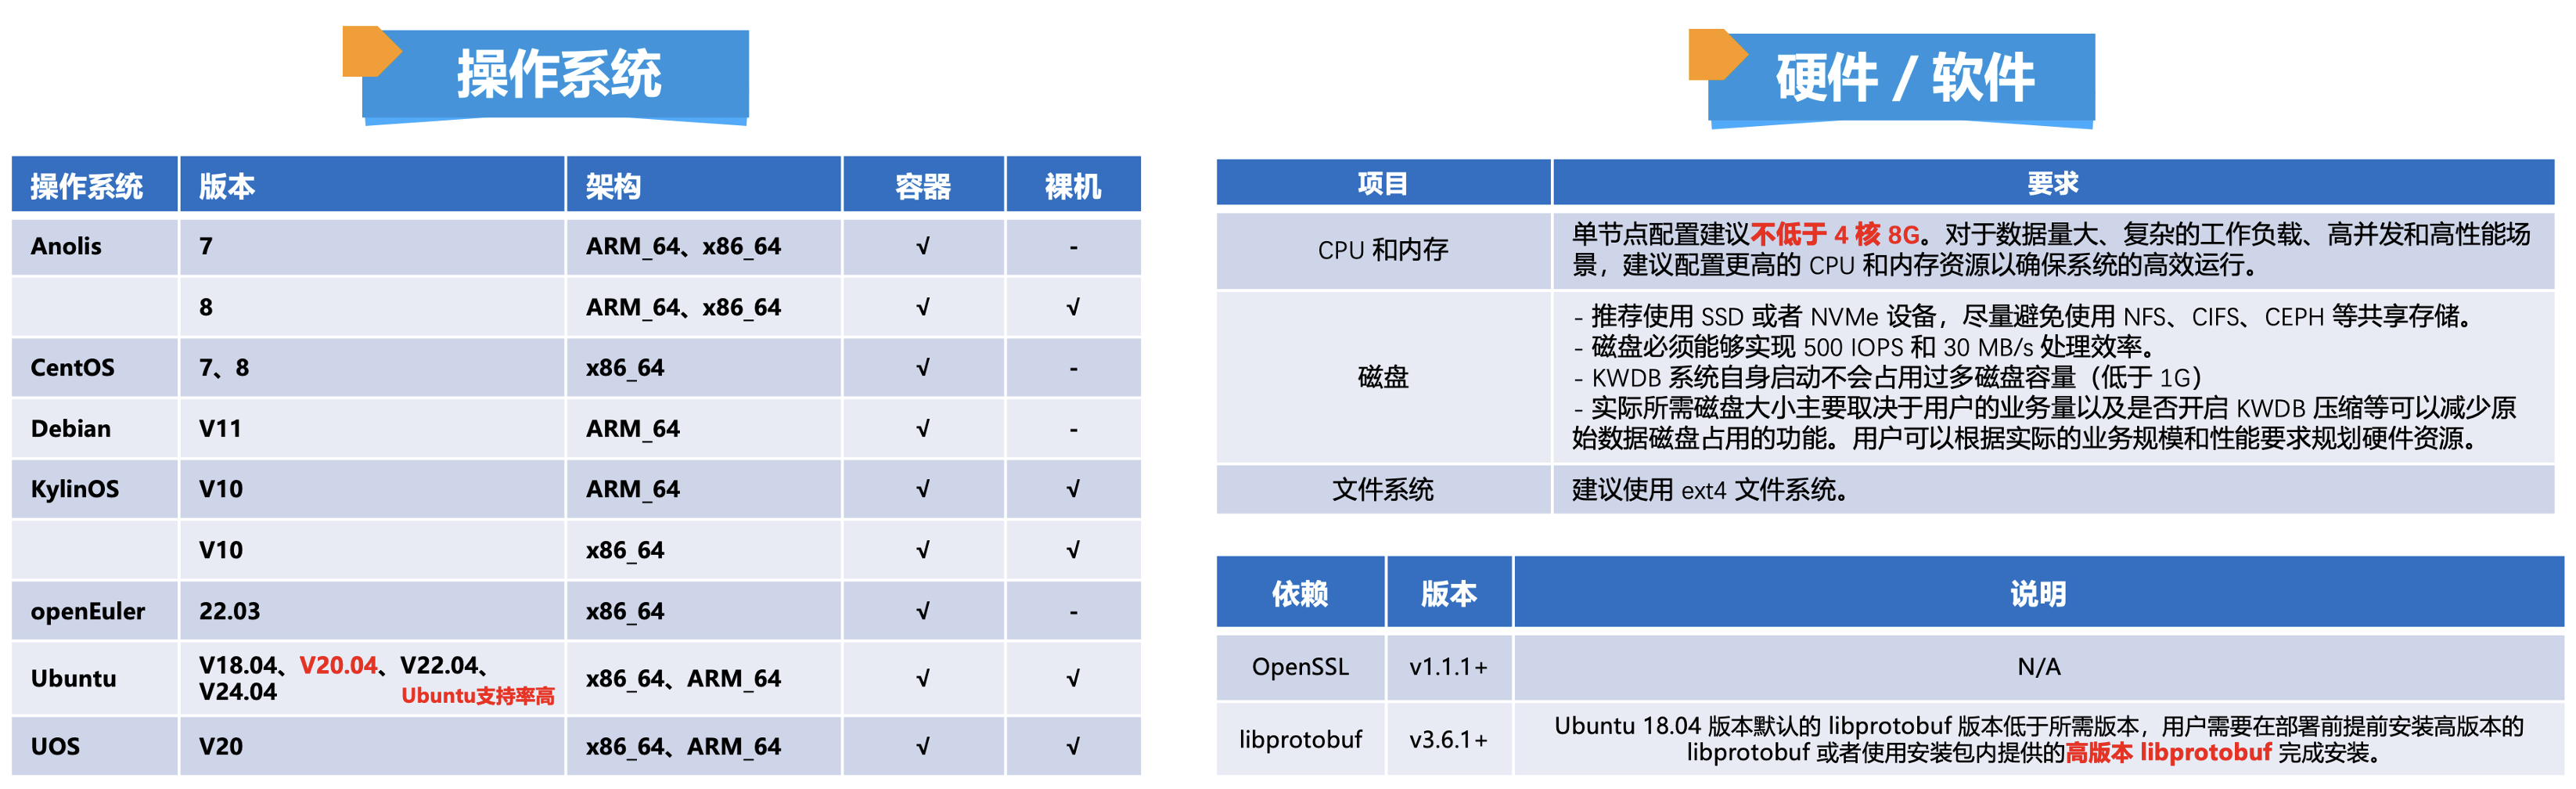 操作系统
操作系统 版本 架构 容器 裸机
Anolis 7 ARM_64、x86_64 √ -
8 ARM_64、x86_64 √ √
CentOS 7、8 x86_64 √ -
Debian V11 ARM_64 √ -
KylinOS V10 ARM_64 √ √
V10 x86_64 √ √
openEuler 22.03 x86_64 √ -
Ubuntu V18.04、V20.04、V22.04、
V24.04 Ubuntu支持率高 x86_64、ARM_64 √ √
UOS V20 x86_64、ARM_64 √ √
硬件 / 软件
项目 要求
CPU 和内存 单节点配置建议不低于 4 核 8G。对于数据量大、复杂的工作负载、高并发和高性能场
景，建议配置更高的 CPU 和内存资源以确保系统的高效运行。
磁盘 - 推荐使用 SSD 或者 NVMe 设备，尽量避免使用 NFS、CIFS、CEPH 等共享存储。
- 磁盘必须能够实现 500 IOPS 和 30 MB/s 处理效率。
- KWDB 系统自身启动不会占用过多磁盘容量（低于 1G）
- 实际所需磁盘大小主要取决于用户的业务量以及是否开启 KWDB 压缩等可以减少原
始数据磁盘占用的功能。用户可以根据实际的业务规模和性能要求规划硬件资源。
文件系统 建议使用 ext4 文件系统。
依赖 版本 说明
OpenSSL v1.1.1+ N/A
libprotobuf v3.6.1+ Ubuntu 18.04 版本默认的 libprotobuf 版本低于所需版本，用户需要在部署前提前安装高版本的
libprotobuf 或者使用安装包内提供的高版本 libprotobuf 完成安装。